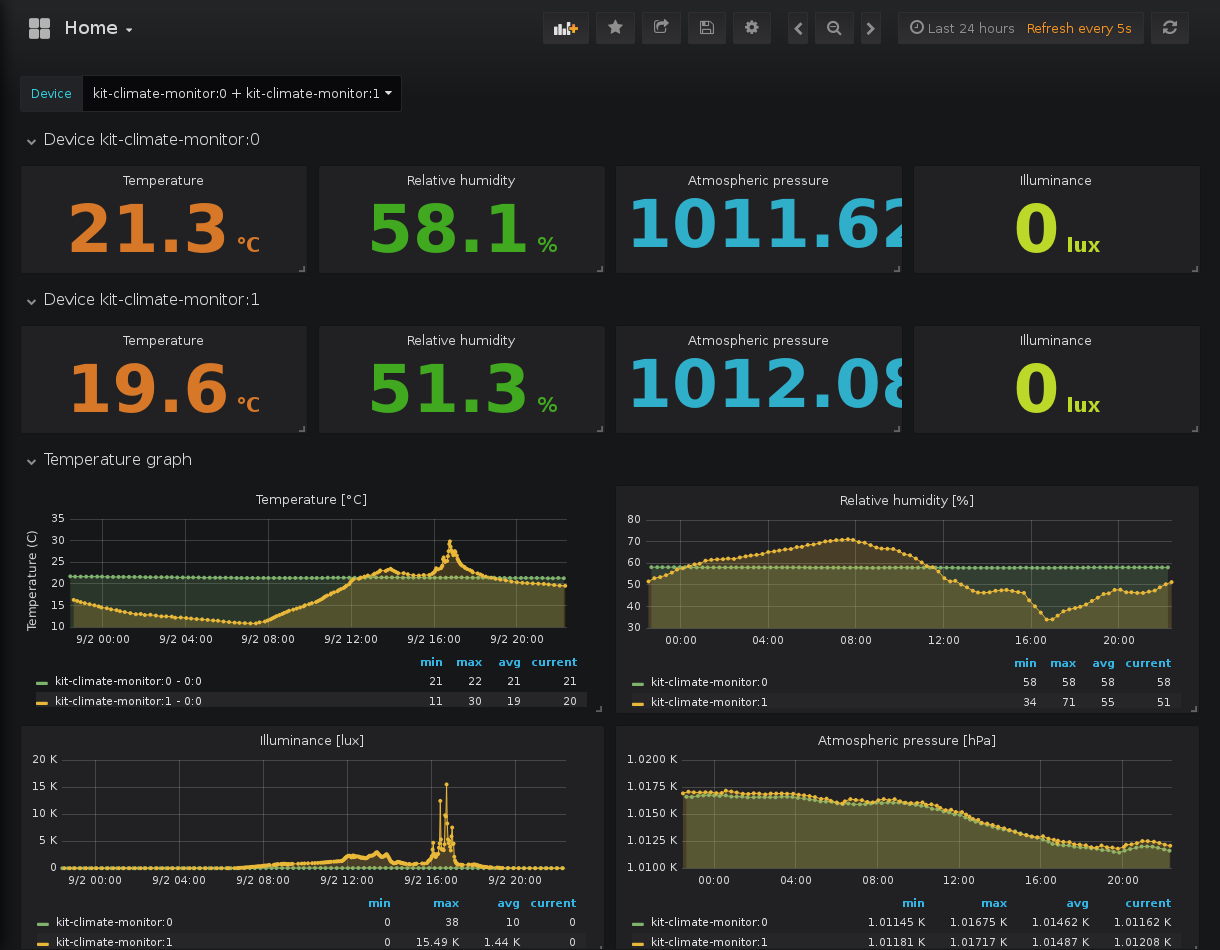 Home
Last 24 hours Refresh every 5s
Device kit-climate-monitor:0 + kit-climate-monitor:1
Device kit-climate-monitor:0
Temperature Relative humidity Atmospheric pressure Illuminance
21.3 °C 58.1 % 1011.62 0 lux
Device kit-climate-monitor:1
Temperature Relative humidity Atmospheric pressure Illuminance
19.6 °C 51.3 % 1012.08 0 lux
Temperature graph
Temperature [°C]
Temperature (C)
35
30
25
20
15
10
9/2 00:00 9/2 04:00 9/2 08:00 9/2 12:00 9/2 16:00 9/2 20:00
min max avg current
kit-climate-monitor:0 - 0:0 21 22 21 21
kit-climate-monitor:1 - 0:0 11 30 19 20
Relative humidity [%]
80
70
60
50
40
30
00:00 04:00 08:00 12:00 16:00 20:00
min max avg current
kit-climate-monitor:0 58 58 58 58
kit-climate-monitor:1 34 71 55 51
Illuminance [lux]
20 K
15 K
10 K
5 K
0
9/2 00:00 9/2 04:00 9/2 08:00 9/2 12:00 9/2 16:00 9/2 20:00
min max avg current
kit-climate-monitor:0 0 38 10 0
kit-climate-monitor:1 0 15.49 K 1.44 K 0
Atmospheric pressure [hPa]
1.0200 K
1.0175 K
1.0150 K
1.0125 K
1.0100 K
00:00 04:00 08:00 12:00 16:00 20:00
min max avg current
kit-climate-monitor:0 1.01145 K 1.01675 K 1.01462 K 1.01162 K
kit-climate-monitor:1 1.01181 K 1.01717 K 1.01487 K 1.01208 K